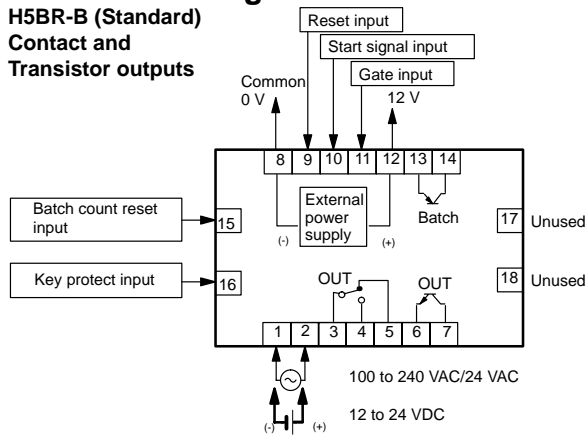 H5BR-B (Standard)
Contact and
Transistor outputs
Reset input
Start signal input
Gate input
Common
0 V
12 V
8 9 10 11 12 13 14
External
power
supply
(-)
(+)
Batch
Batch count reset
input
15
17
Unused
Key protect input
16
18
Unused
OUT
OUT
1 2 3 4 5 6 7
100 to 240 VAC/24 VAC
12 to 24 VDC
(-)
(+)